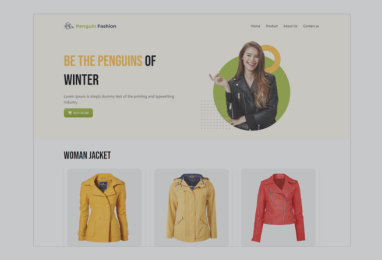 Penguin Fashion
Home Product About Us Contact us
BE THE PENGUINS OF
WINTER
Lorem Ipsum is simply dummy text of the printing and typesetting
industry.
BUY NOW
WOMAN JACKET